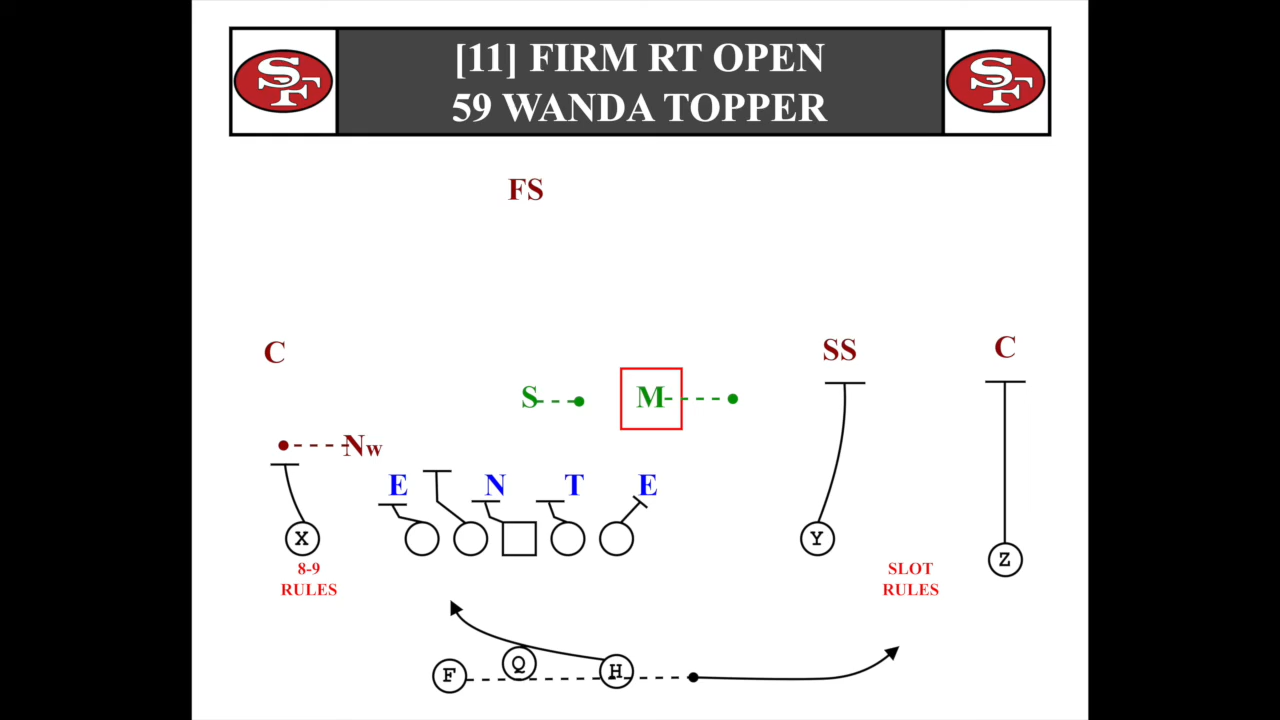 [11] FIRM RT OPEN
59 WANDA TOPPER
SF SF
FS
C SS C
S M
Nw
E N T E
X Y Z
8-9
RULES
SLOT
RULES
F Q H